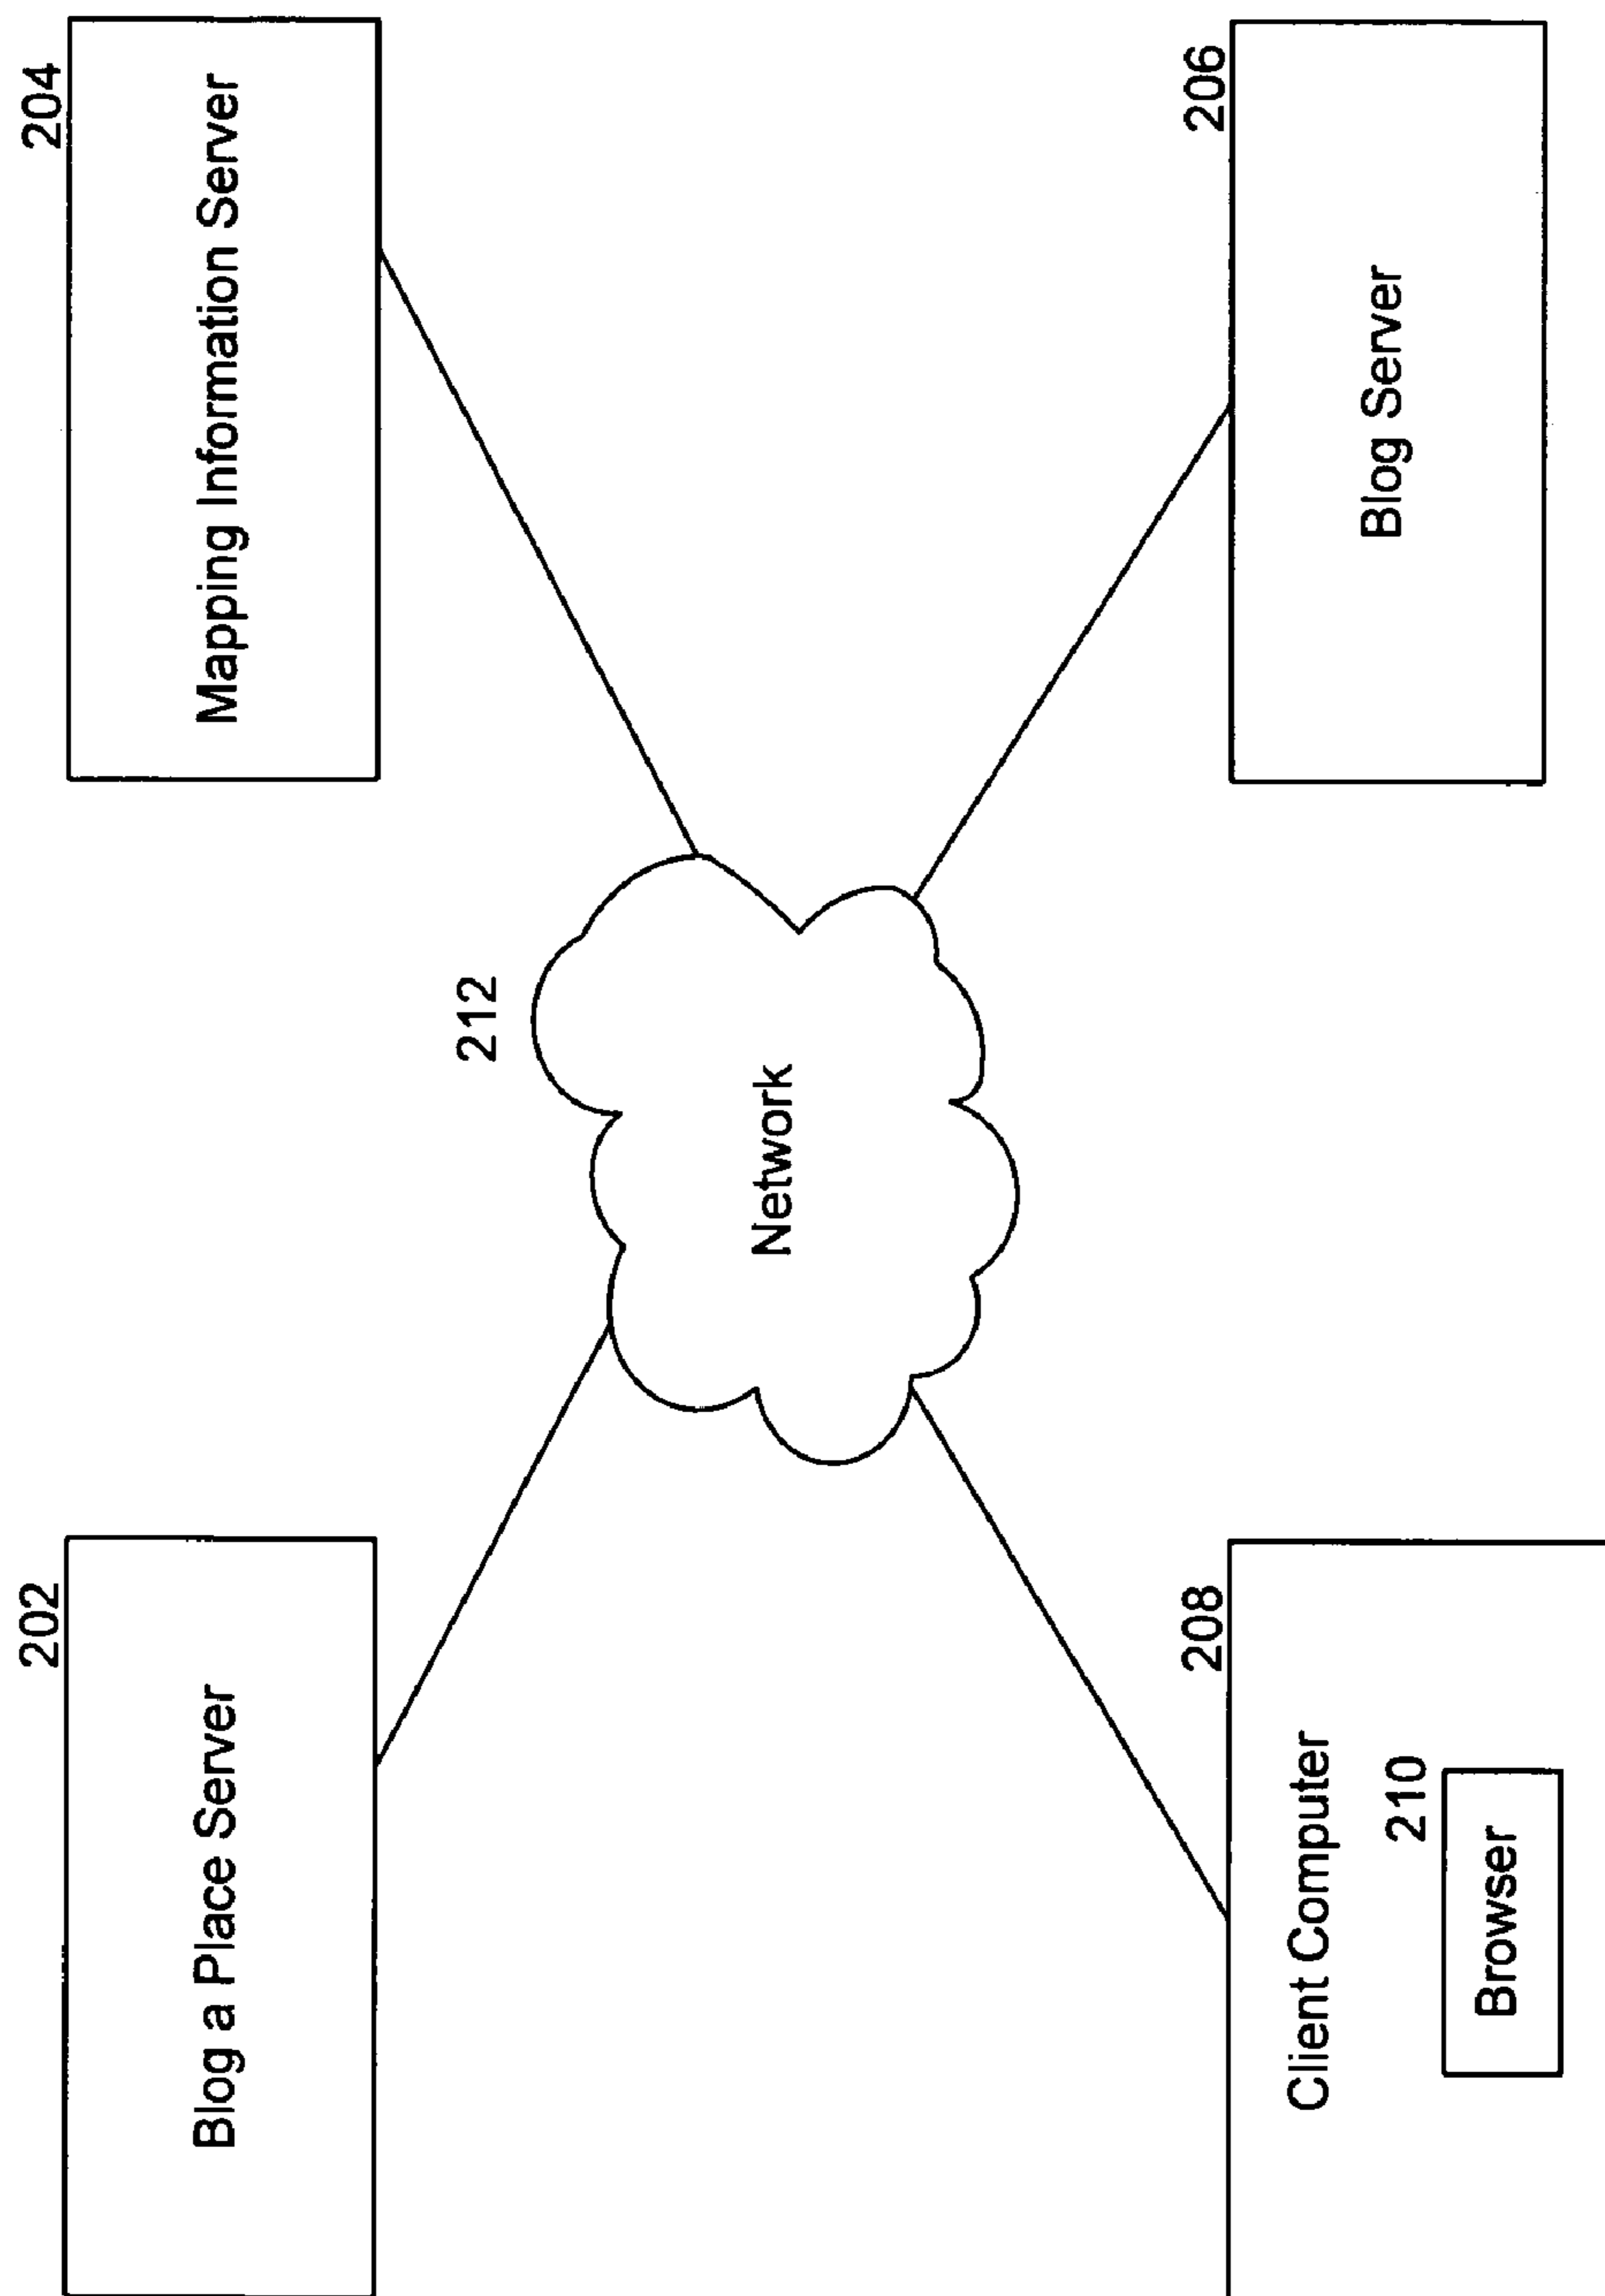 202
Blog a Place Server
204
Mapping Information Server
212
Network
208
Client Computer
210
Browser
206
Blog Server